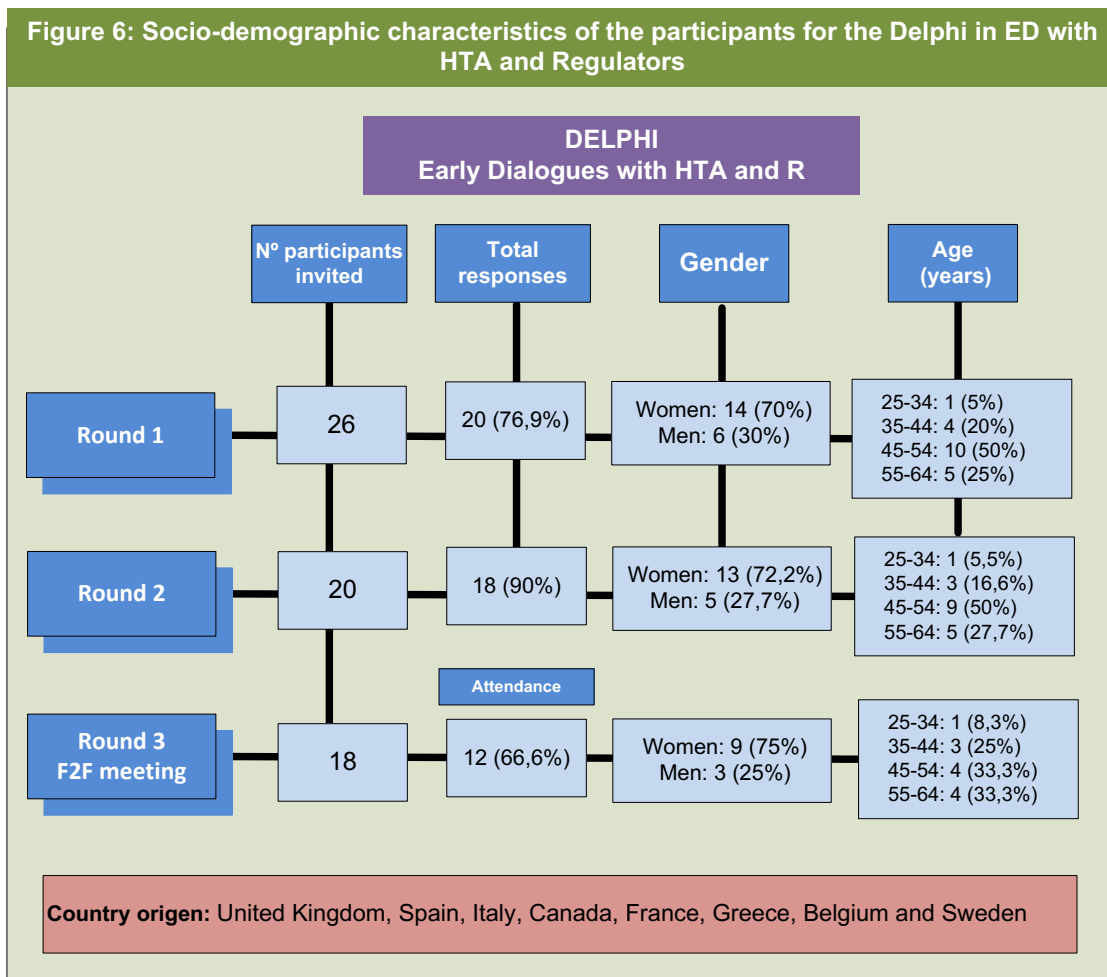 Figure 6: Socio-demographic characteristics of the participants for the Delphi in ED with
HTA and Regulators
DELPHI
Early Dialogues with HTA and R
Nº participants
invited
Total
responses
Gender
Age
(years)
Round 1
26
20 (76,9%)
Women: 14 (70%)
Men: 6 (30%)
25-34: 1 (5%)
35-44: 4 (20%)
45-54: 10 (50%)
55-64: 5 (25%)
Round 2
20
18 (90%)
Women: 13 (72,2%)
Men: 5 (27,7%)
25-34: 1 (5,5%)
35-44: 3 (16,6%)
45-54: 9 (50%)
55-64: 5 (27,7%)
Attendance
Round 3
F2F meeting
18
12 (66,6%)
Women: 9 (75%)
Men: 3 (25%)
25-34: 1 (8,3%)
35-44: 3 (25%)
45-54: 4 (33,3%)
55-64: 4 (33,3%)
Country origen: United Kingdom, Spain, Italy, Canada, France, Greece, Belgium and Sweden